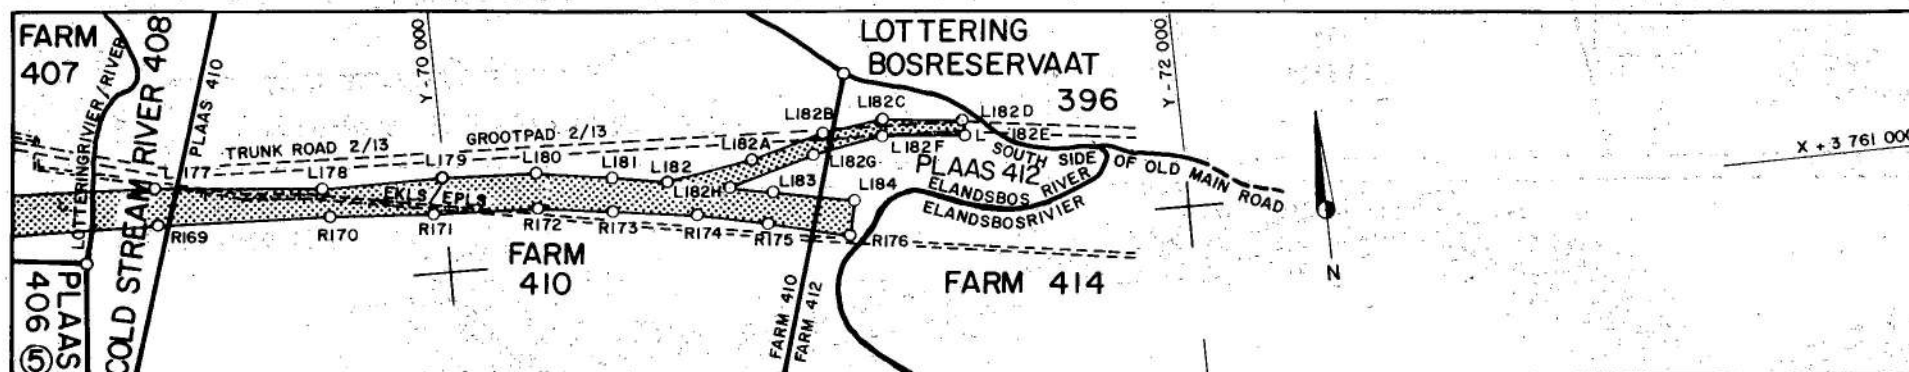 FARM
407
LOTTERINGRIVIER/RIVER
COLD STREAM RIVER 408
PLAAS 410
Y - 70 000
LOTTERING
BOSRESERVAAT
396
Y - 72 000
X + 3 761 000
TRUNK ROAD 2/13
GROOTPAD 2/13
L177
L178
L179
L180
L181
L182
L182A
L182B
L182C
L182D
L182E
L182F
L182G
L182H
L183
L184
EKLS/EPLS
PLAAS 412
SOUTH SIDE OF OLD MAIN ROAD
ELANDSBOS RIVER
ELANDSBOSRIVIER
R169
R170
R171
R172
R173
R174
R175
R176
FARM
410
FARM 410
FARM 412
FARM 414
PLAAS
406 ⑤
N